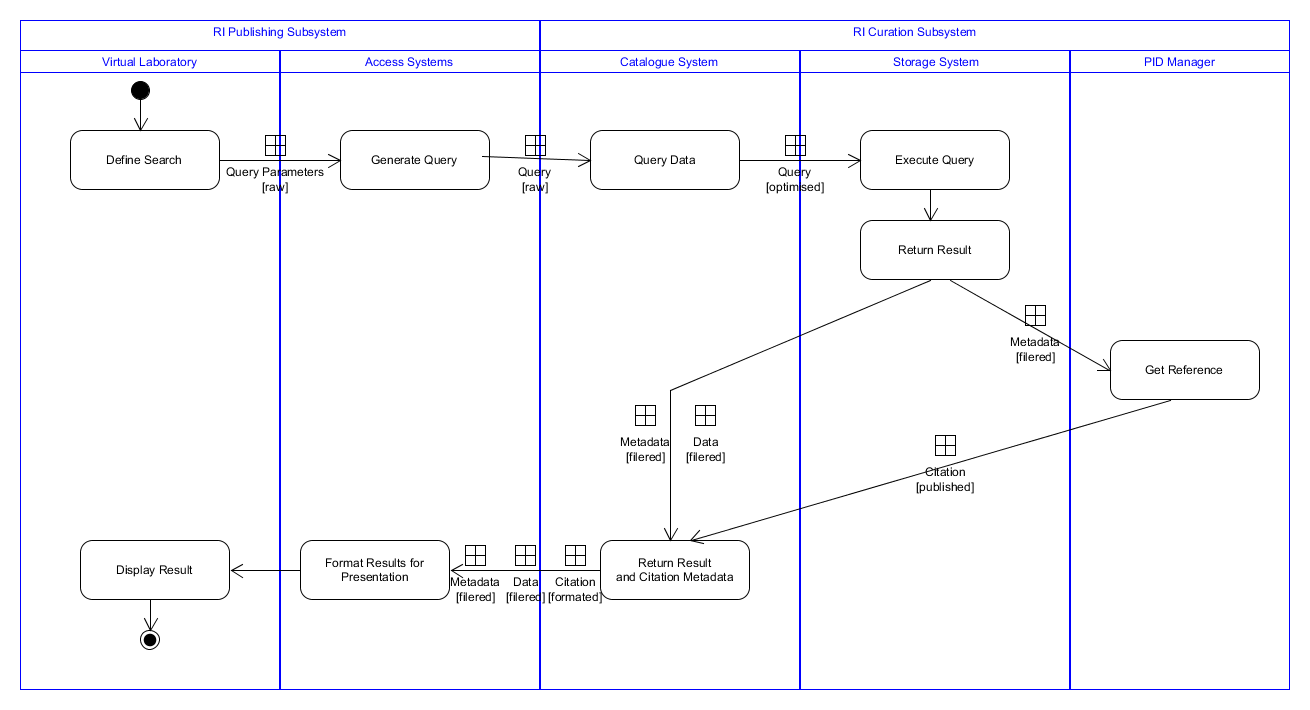 RI Publishing Subsystem
RI Curation Subsystem
Virtual Laboratory
Access Systems
Catalogue System
Storage System
PID Manager
Define Search
Query Parameters
[raw]
Generate Query
Query
[raw]
Query Data
Query
[optimised]
Execute Query
Return Result
Metadata
[filered]
Get Reference
Metadata
[filered]
Data
[filered]
Citation
[published]
Display Result
Format Results for
Presentation
Metadata
[filered]
Data
[filered]
Citation
[formated]
Return Result
and Citation Metadata